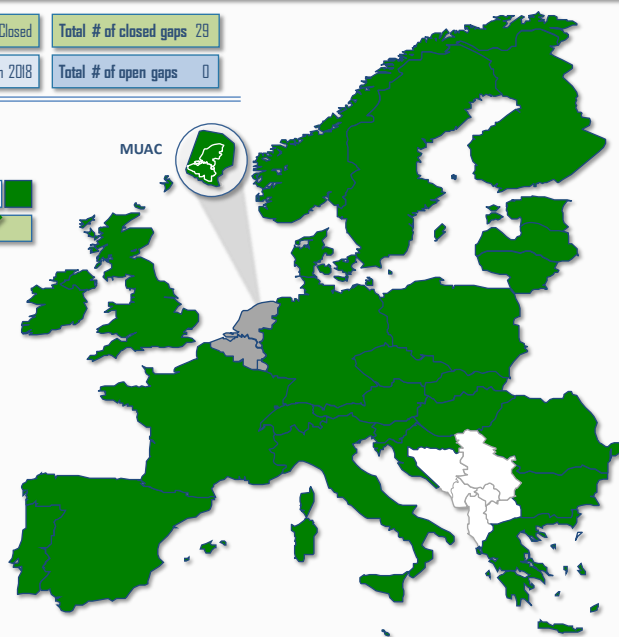 Closed
Total # of closed gaps 29
2018
Total # of open gaps 0
MUAC